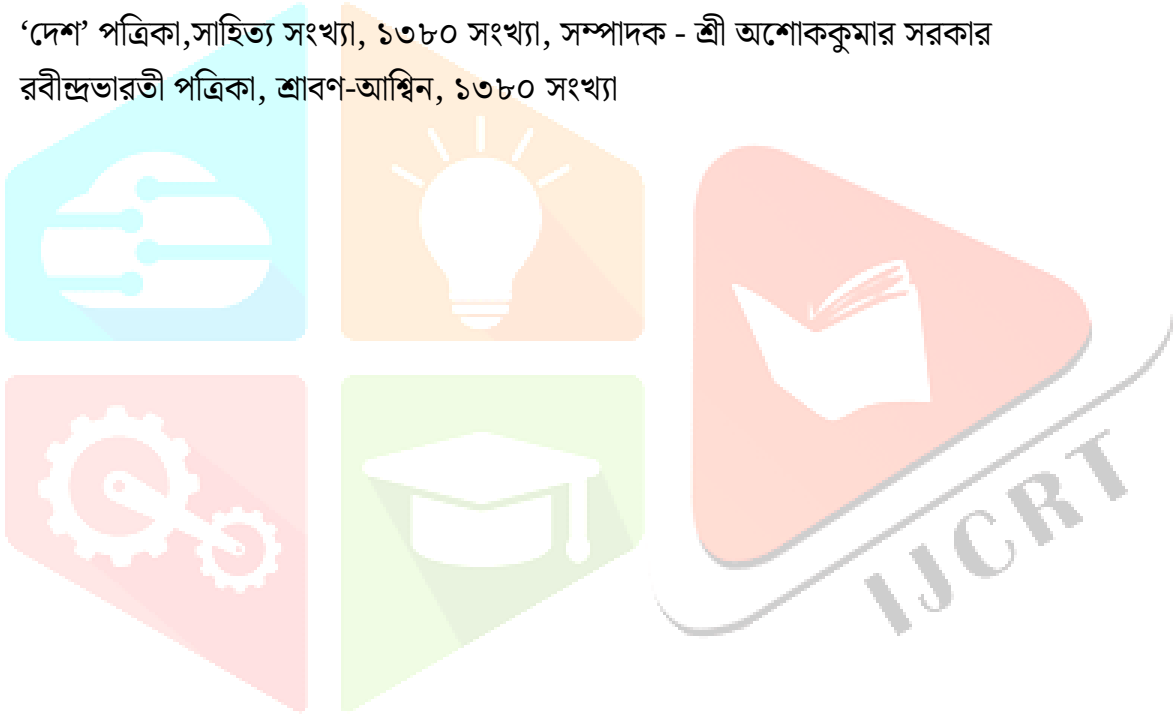 ‘দেশ’ পত্রিকা,সাহিত্য সংখ্যা, ১৩৮০ সংখ্যা, সম্পাদক - শ্রী অশোককুমার সরকার
রবীন্দ্রভারতী পত্রিকা, শ্রাবণ-আশ্বিন, ১৩৮০ সংখ্যা
IJCRT